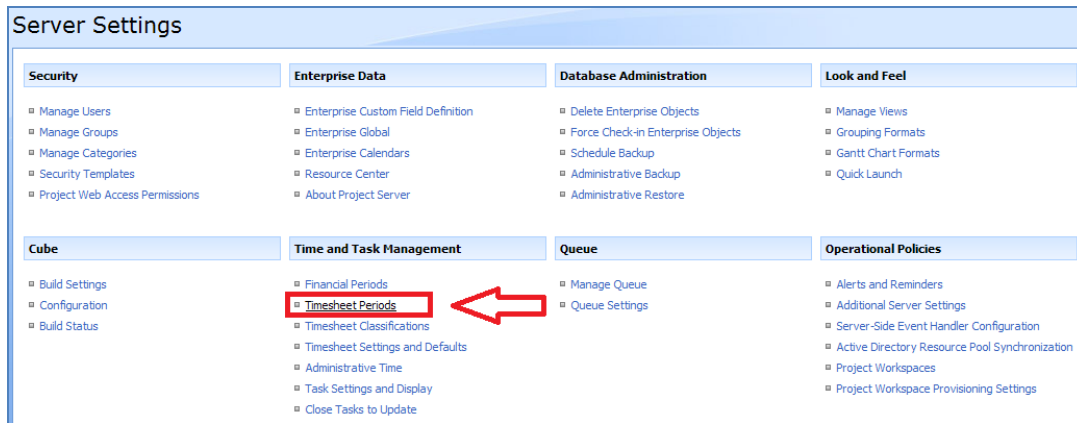 Server Settings
Security
Manage Users
Manage Groups
Manage Categories
Security Templates
Project Web Access Permissions
Enterprise Data
Enterprise Custom Field Definition
Enterprise Global
Enterprise Calendars
Resource Center
About Project Server
Database Administration
Delete Enterprise Objects
Force Check-in Enterprise Objects
Schedule Backup
Administrative Backup
Administrative Restore
Look and Feel
Manage Views
Grouping Formats
Gantt Chart Formats
Quick Launch
Cube
Build Settings
Configuration
Build Status
Time and Task Management
Financial Periods
Timesheet Periods
Timesheet Classifications
Timesheet Settings and Defaults
Administrative Time
Task Settings and Display
Close Tasks to Update
Queue
Manage Queue
Queue Settings
Operational Policies
Alerts and Reminders
Additional Server Settings
Server-Side Event Handler Configuration
Active Directory Resource Pool Synchronization
Project Workspaces
Project Workspace Provisioning Settings